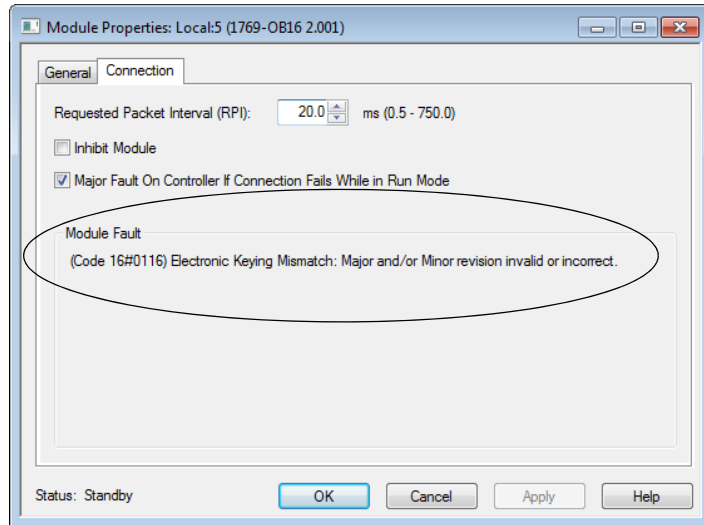 Module Properties: Local:5 (1769-OB16 2.001)
General Connection
Requested Packet Interval (RPI): 20.0 ms (0.5 - 750.0)
Inhibit Module
Major Fault On Controller If Connection Fails While in Run Mode
Module Fault
(Code 16#0116) Electronic Keying Mismatch: Major and/or Minor revision invalid or incorrect.
Status: Standby OK Cancel Apply Help